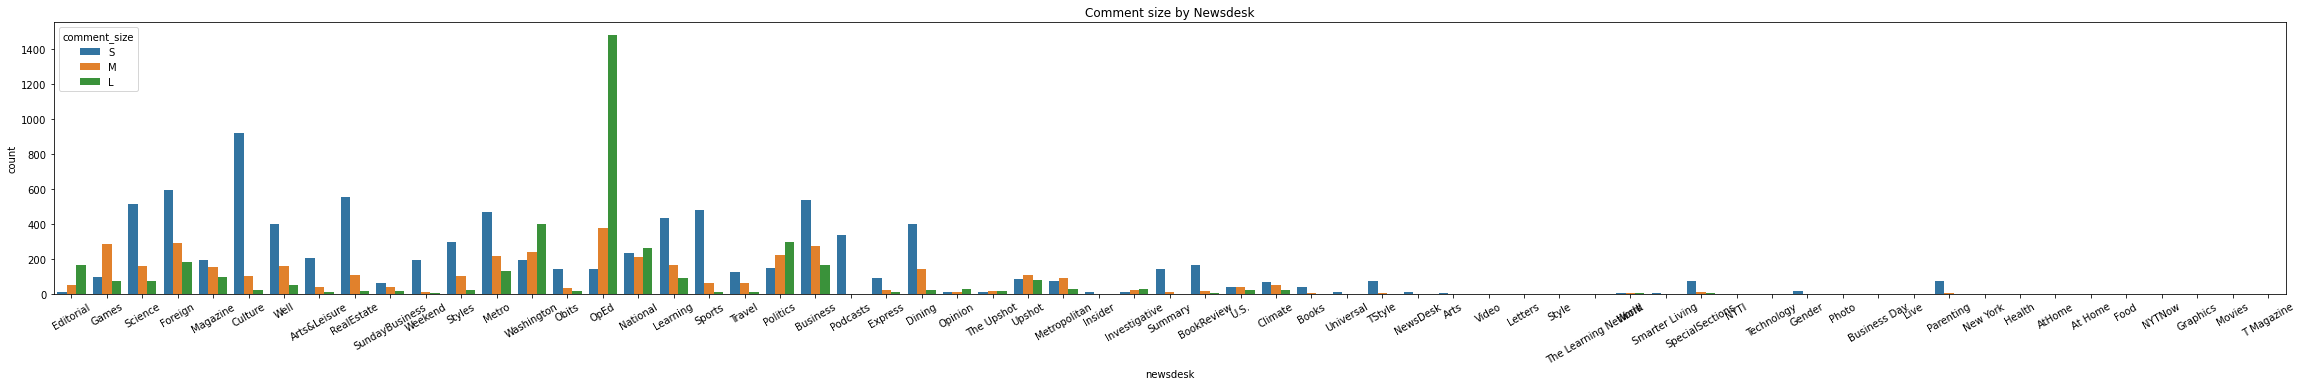 Comment size by Newsdesk
comment_size
S
M
L
1400
1200
1000
800
600
400
200
0
count
Editorial
Games
Science
Foreign
Magazine
Culture
Well
Arts&Leisure
RealEstate
SundayBusiness
Weekend
Styles
Metro
Washington
Obits
OpEd
National
Learning
Sports
Travel
Politics
Business
Podcasts
Express
Dining
Opinion
The Upshot
Upshot
Metropolitan
Insider
Investigative
Summary
BookReview
U.S.
Climate
Books
Universal
TStyle
NewsDesk
Arts
Video
Letters
Style
The Learning Network
World
Smarter Living
SpecialSections
NYTI
Technology
Gender
Photo
Business Day
Live
Parenting
New York
Health
AtHome
At Home
Food
NYTNow
Graphics
Movies
T Magazine
newsdesk